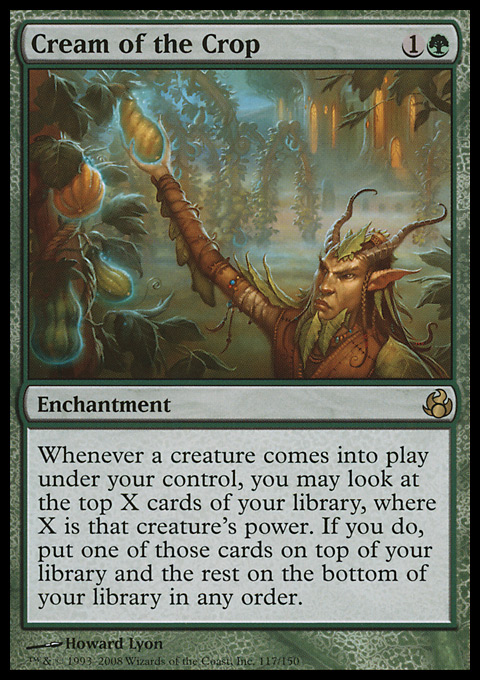 Cream of the Crop 1
Enchantment
Whenever a creature comes into play
under your control, you may look at
the top X cards of your library, where
X is that creature's power. If you do,
put one of those cards on top of your
library and the rest on the bottom of
your library in any order.
Howard Lyon
™ & © 1993–2008 Wizards of the Coast, Inc. 117/150